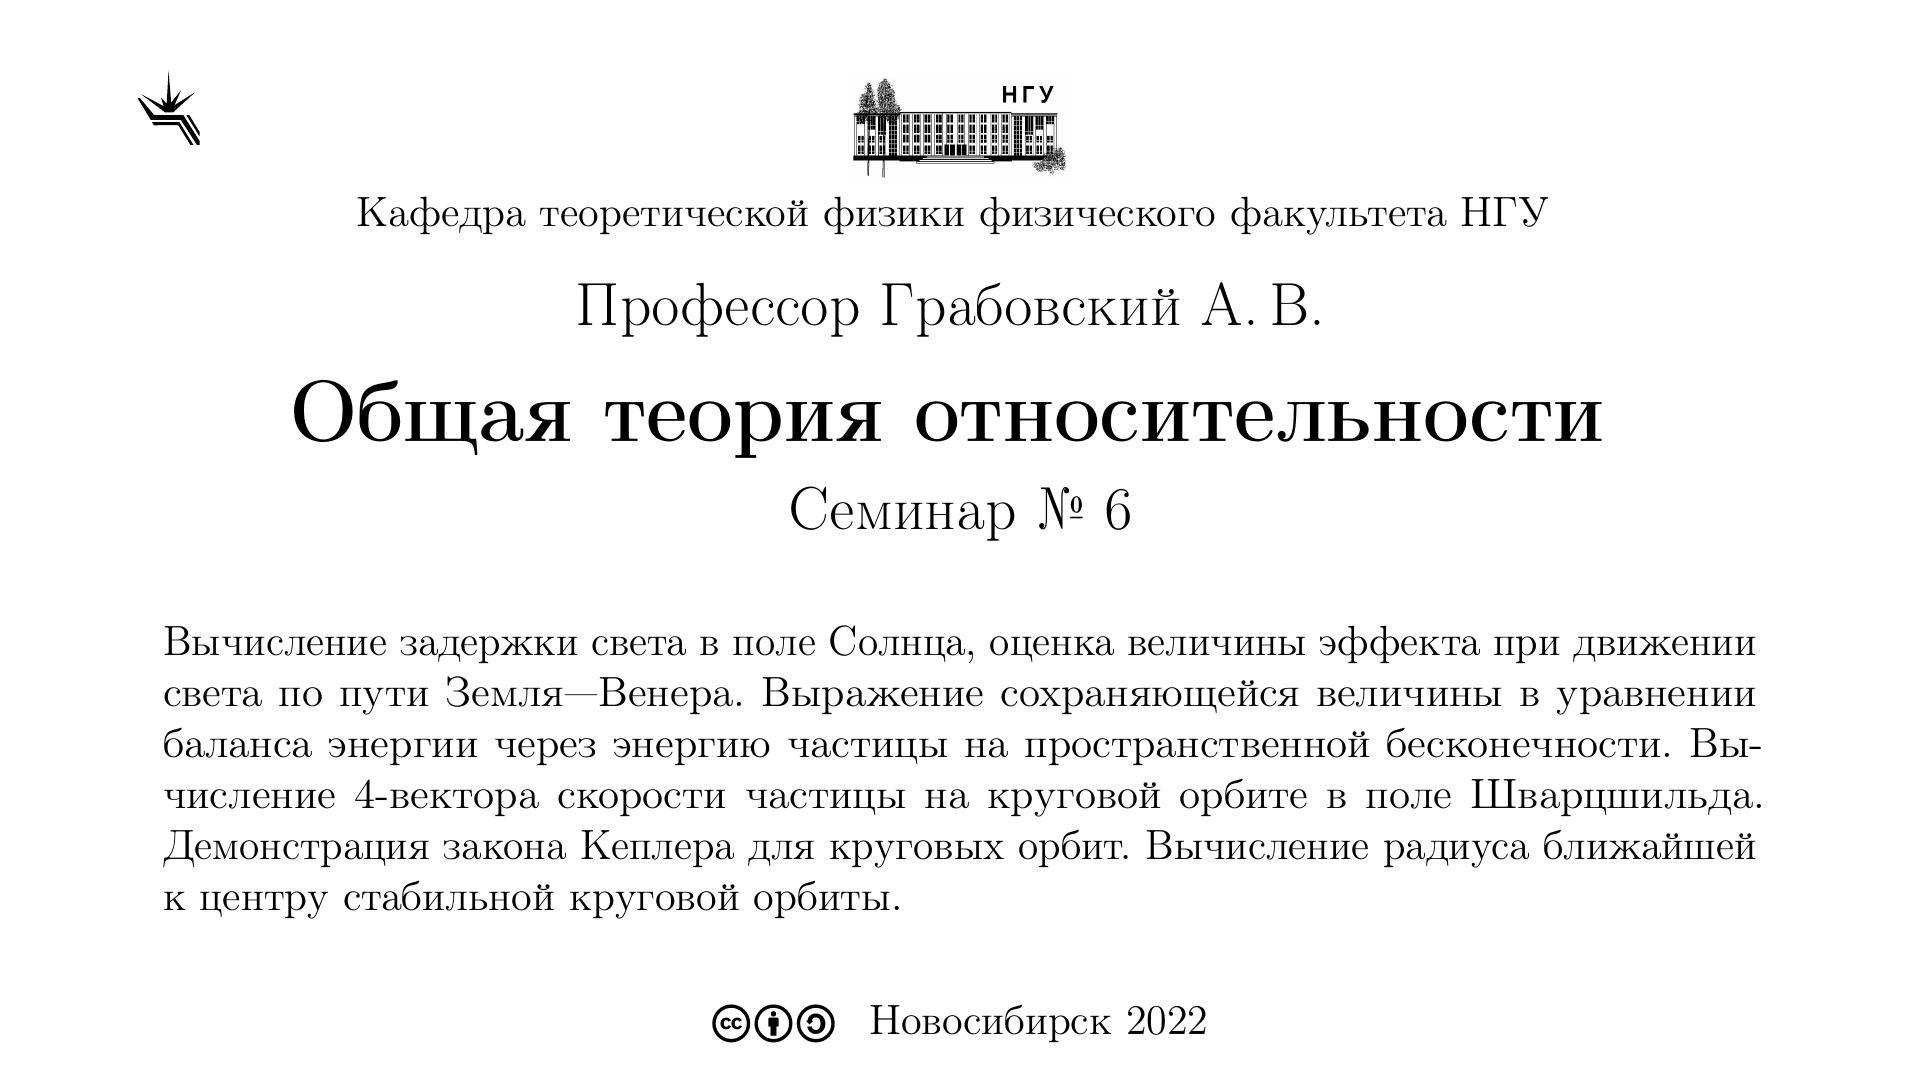 НГУ
Кафедра теоретической физики физического факультета НГУ
Профессор Грабовский А. В.
Общая теория относительности
Семинар № 6
Вычисление задержки света в поле Солнца, оценка величины эффекта при движении
света по пути Земля—Венера. Выражение сохраняющейся величины в уравнении
баланса энергии через энергию частицы на пространственной бесконечности. Вы-
числение 4-вектора скорости частицы на круговой орбите в поле Шварцшильда.
Демонстрация закона Кеплера для круговых орбит. Вычисление радиуса ближайшей
к центру стабильной круговой орбиты.
cc Новосибирск 2022